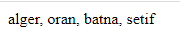 alger, oran, batna, setif